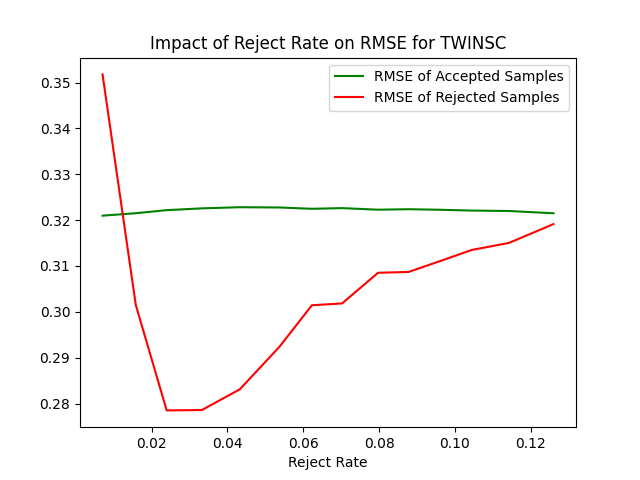 Impact of Reject Rate on RMSE for TWINSC
RMSE of Accepted Samples
RMSE of Rejected Samples
0.35
0.34
0.33
0.32
0.31
0.30
0.29
0.28
0.02 0.04 0.06 0.08 0.10 0.12
Reject Rate